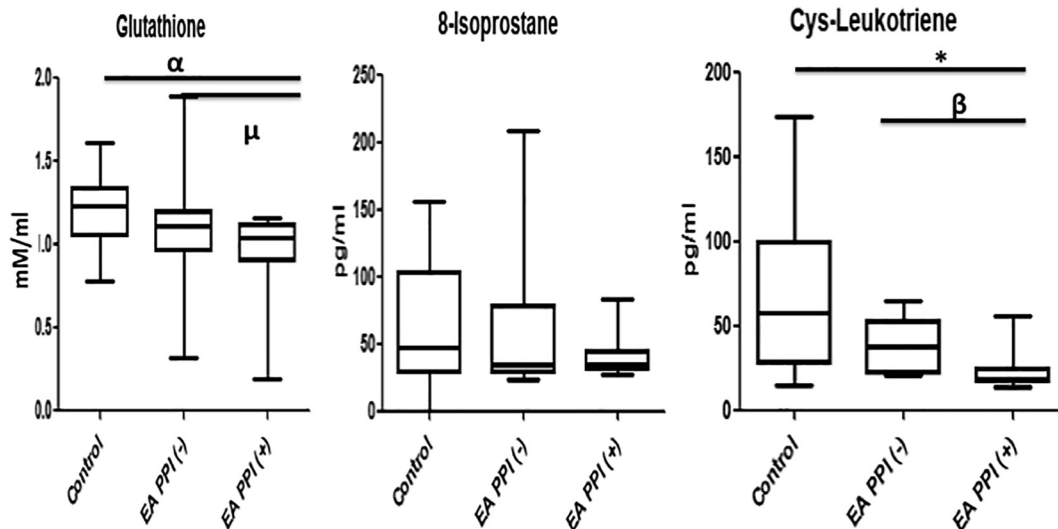 Glutathione
α
μ
mM/ml
2.0
1.5
1.0
0.5
0.0
Control
EA PPI (-)
EA PPI (+)
8-Isoprostane
pg/ml
250
200
150
100
50
0
Control
EA PPI (-)
EA PPI (+)
Cys-Leukotriene
*
β
pg/ml
200
150
100
50
0
Control
EA PPI (-)
EA PPI (+)